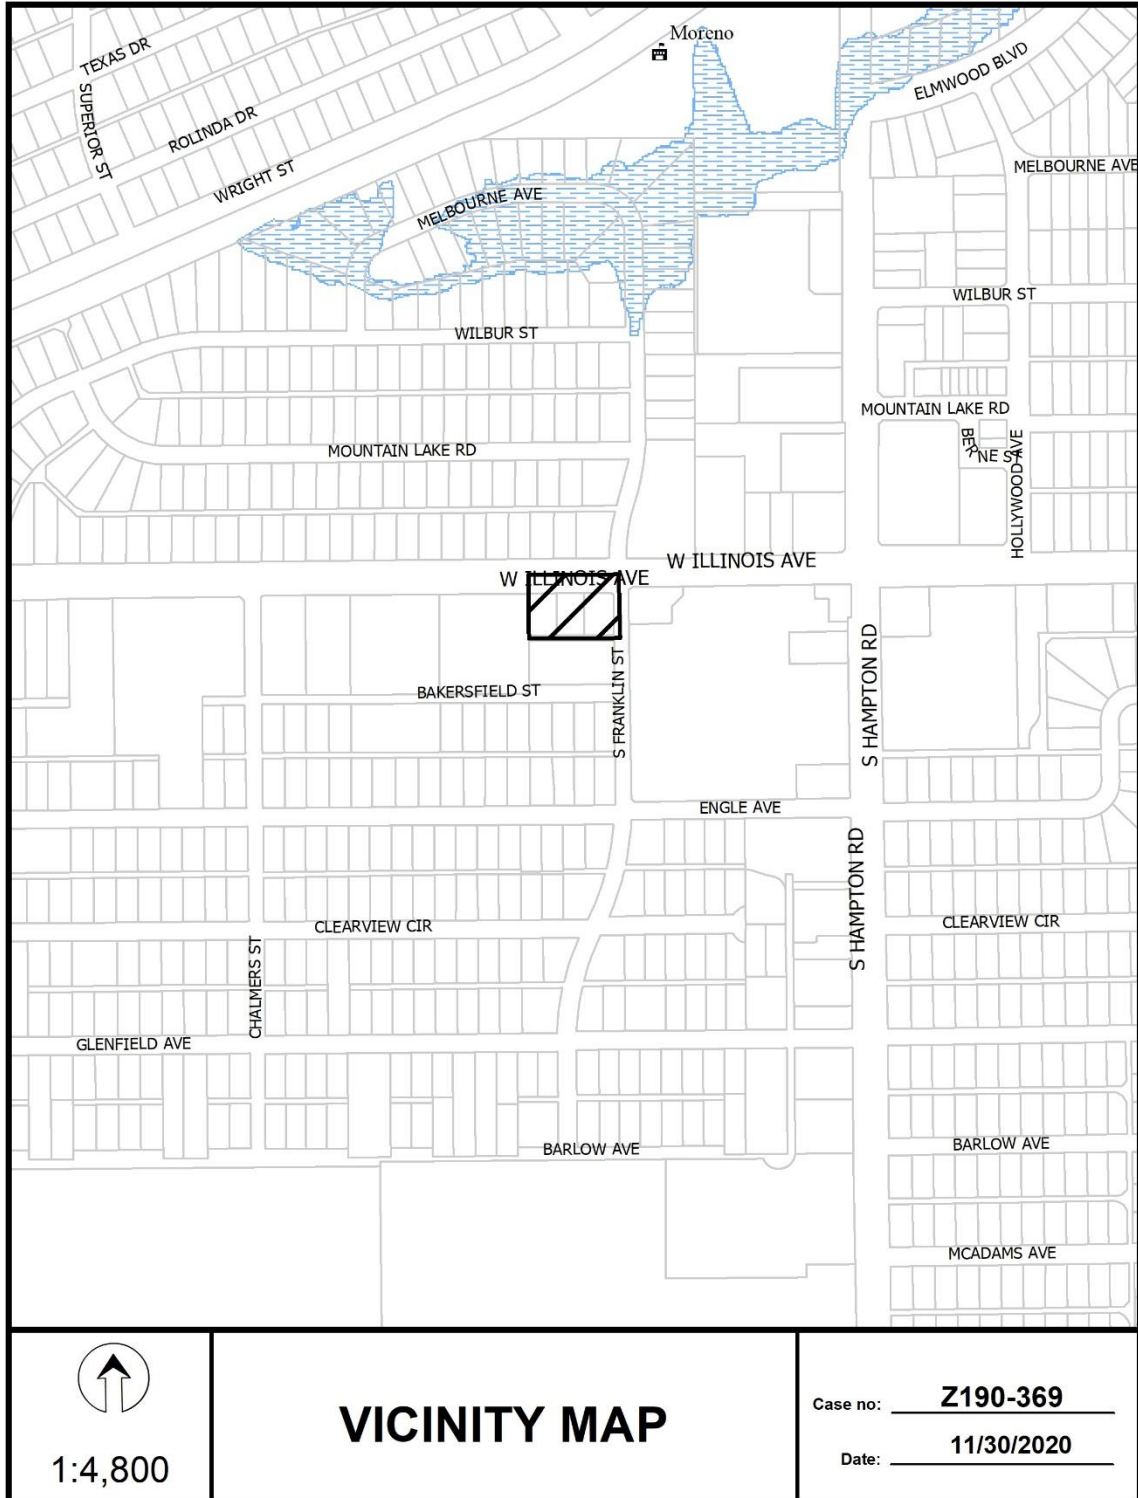 Moreno
TEXAS DR
ELMWOOD BLVD
SUPERIOR ST
ROLINDA DR
MELBOURNE AVE
WRIGHT ST
MELBOURNE AVE
WILBUR ST
WILBUR ST
MOUNTAIN LAKE RD
MOUNTAIN LAKE RD
BERNE ST
HOLLYWOOD AVE
W ILLINOIS AVE
W ILLINOIS AVE
S FRANKLIN ST
S HAMPTON RD
BAKERSFIELD ST
ENGLE AVE
S HAMPTON RD
CLEARVIEW CIR
CLEARVIEW CIR
CHALMERS ST
GLENFIELD AVE
BARLOW AVE
BARLOW AVE
MCADAMS AVE
1:4,800
VICINITY MAP
Case no: Z190-369
Date: 11/30/2020